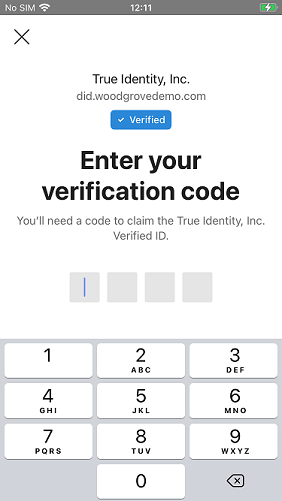 No SIM 12:11
True Identity, Inc.
did.woodgrovedemo.com
Verified
Enter your
verification code
You'll need a code to claim the True Identity, Inc.
Verified ID.
1 2 3
ABC DEF
4 5 6
GHI JKL MNO
7 8 9
PQRS TUV WXYZ
0